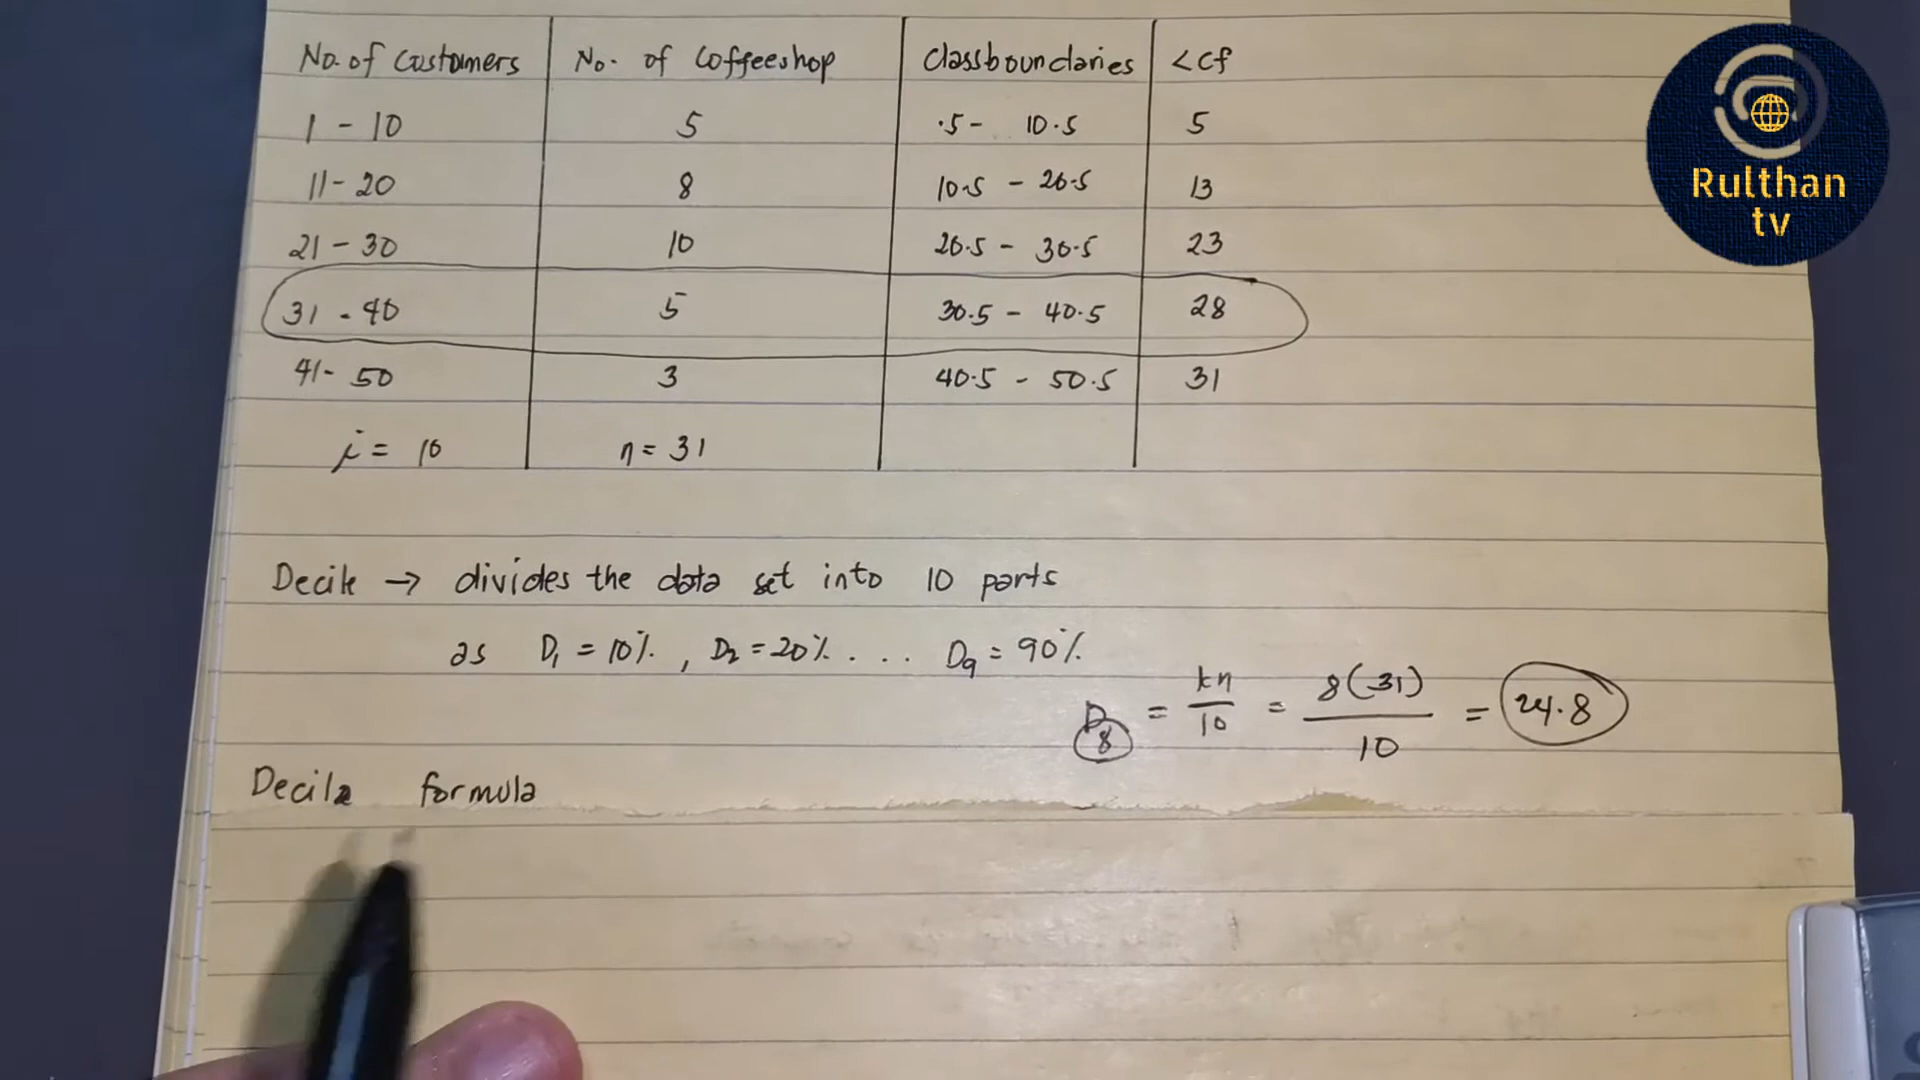 No. of Customers No. of Coffeeshop Classboundaries <cf
1 - 10 5 .5 - 10.5 5
11 - 20 8 10.5 - 20.5 13
21 - 30 10 20.5 - 30.5 23
31 - 40 5 30.5 - 40.5 28
41 - 50 3 40.5 - 50.5 31
i = 10 n = 31
Decile → divides the data set into 10 parts
as D1 = 10%, D2 = 20% .... D9 = 90%
D8 = kn/10 = 8(31)/10 = 24.8
Decile formula
Rulthan
tv